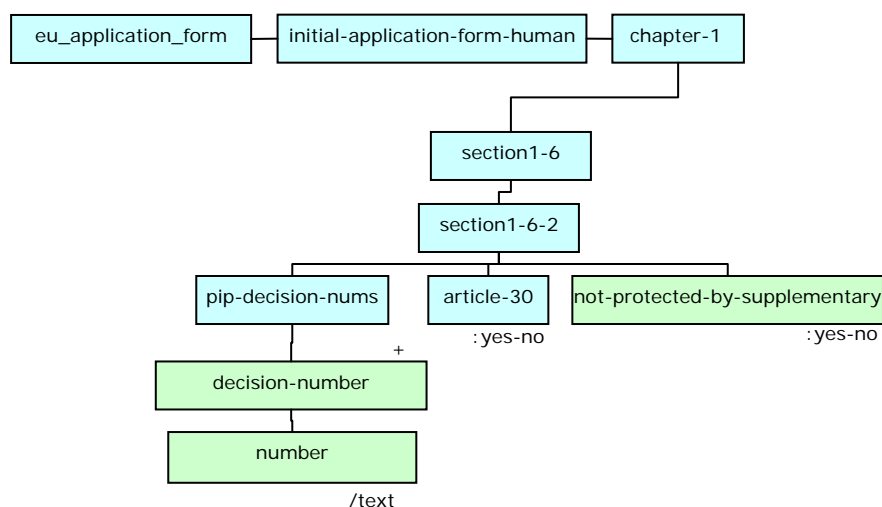 eu_application_form
initial-application-form-human
chapter-1
section1-6
section1-6-2
pip-decision-nums
article-30
not-protected-by-supplementary
:yes-no
:yes-no
+
decision-number
number
/text